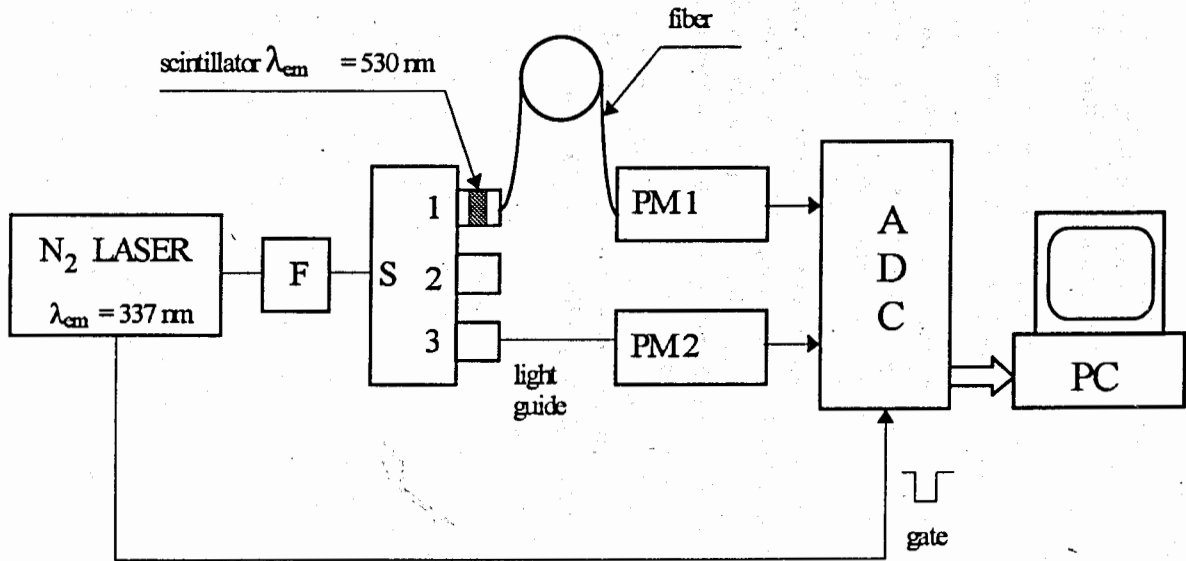 fiber
scintillator λem = 530 nm
1
PM1
A
D
C
N2 LASER
λem = 337 nm
F
S
2
3
PM2
light
guide
PC
gate